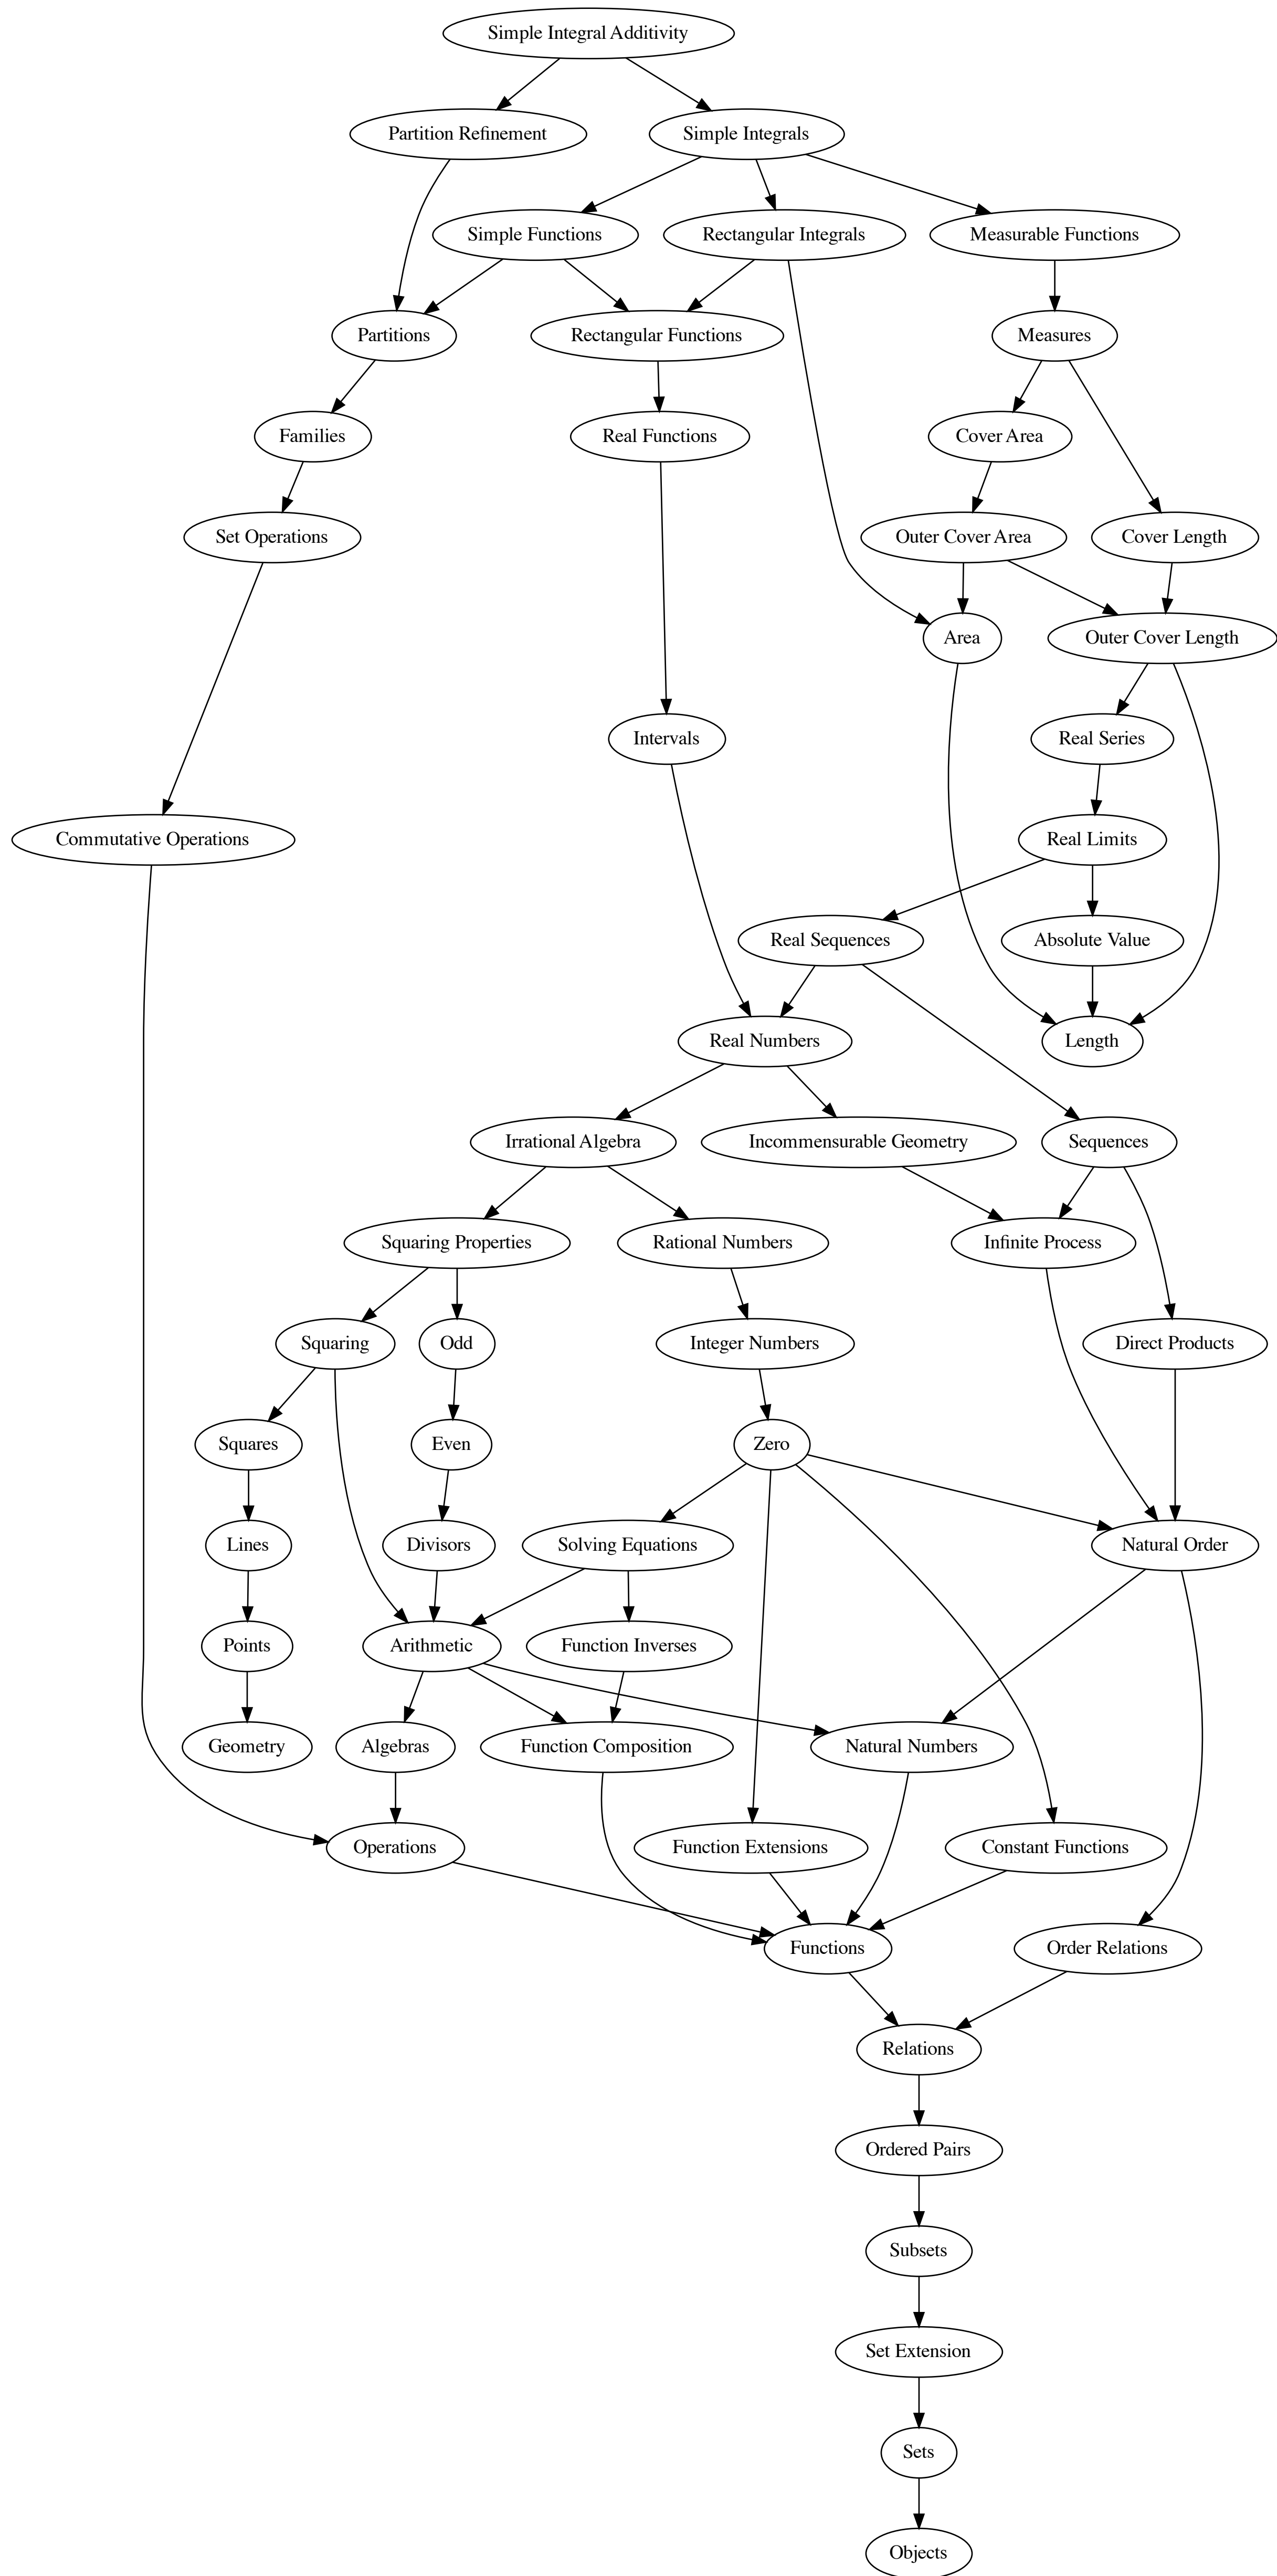 Simple Integral Additivity
Partition Refinement
Simple Integrals
Simple Functions
Rectangular Integrals
Measurable Functions
Partitions
Rectangular Functions
Measures
Families
Real Functions
Cover Area
Set Operations
Outer Cover Area
Cover Length
Area
Outer Cover Length
Intervals
Real Series
Commutative Operations
Real Limits
Real Sequences
Absolute Value
Real Numbers
Length
Irrational Algebra
Incommensurable Geometry
Sequences
Squaring Properties
Rational Numbers
Infinite Process
Squaring
Odd
Integer Numbers
Direct Products
Squares
Even
Zero
Lines
Divisors
Solving Equations
Natural Order
Points
Arithmetic
Function Inverses
Geometry
Algebras
Function Composition
Natural Numbers
Operations
Function Extensions
Constant Functions
Functions
Order Relations
Relations
Ordered Pairs
Subsets
Set Extension
Sets
Objects